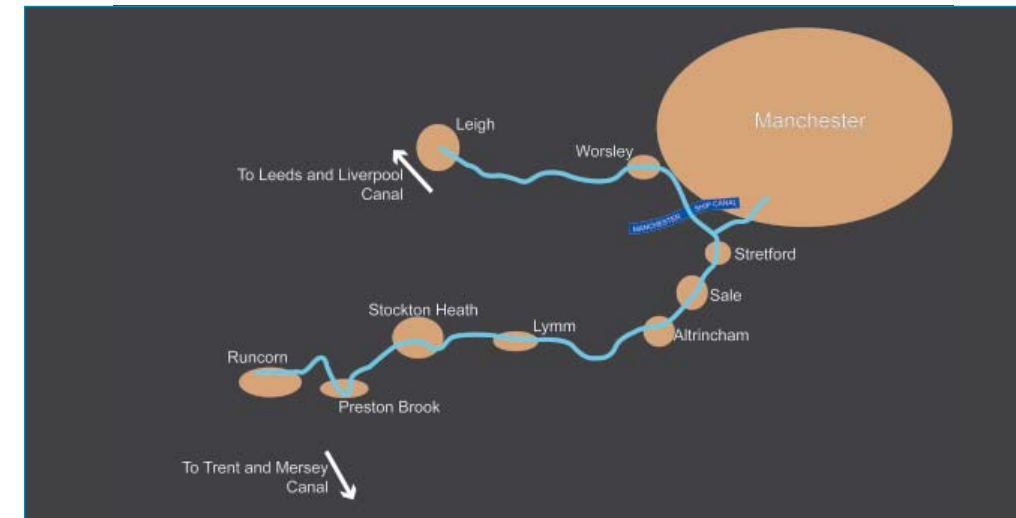 Manchester
Leigh
Worsley
To Leeds and Liverpool
Canal
MANCHESTER SHIP CANAL
Stretford
Sale
Stockton Heath
Lymm
Altrincham
Runcorn
Preston Brook
To Trent and Mersey
Canal